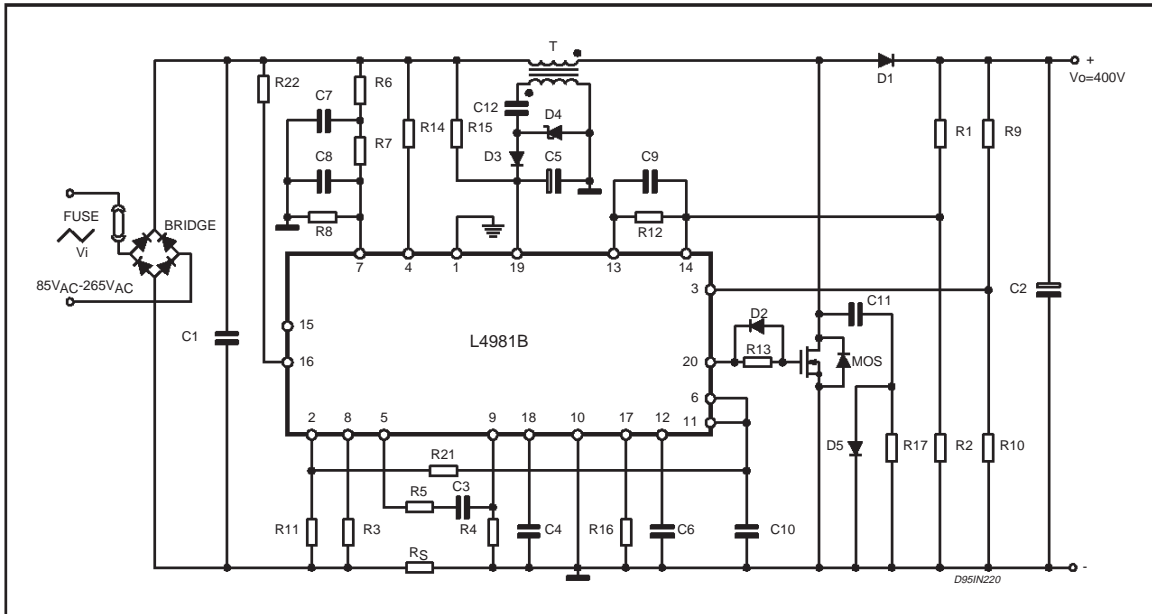 T
+
D1
Vo=400V
R22
R6
C7
C12
D4
R14
R15
R1
R9
R7
C8
D3
C5
C9
FUSE
BRIDGE
R8
R12
Vi
7
4
1
19
13
14
85VAC-265VAC
3
C2
C11
D2
15
C1
L4981B
R13
16
20
MOS
6
2
8
5
9
18
10
17
12
11
D5
R17
R2
R10
R21
C3
R5
R11
R3
R4
C4
R16
C6
C10
RS
-
D95IN220